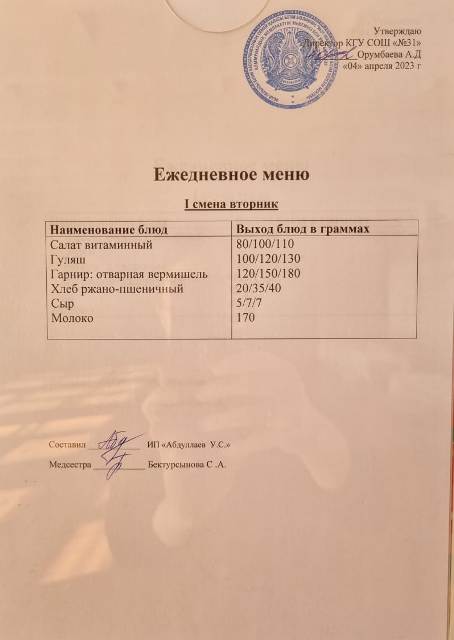 Утверждаю
Директор КГУ СОШ «№31»
Орумбаева А.Д
«04» апреля 2023 г
Ежедневное меню
I смена вторник
Наименование блюд Выход блюд в граммах
Салат витаминный 80/100/110
Гуляш 100/120/130
Гарнир: отварная вермишель 120/150/180
Хлеб ржано-пшеничный 20/35/40
Сыр 5/7/7
Молоко 170
Составил ИП «Абдуллаев У.С.»
Медсестра Бектурсынова С .А.